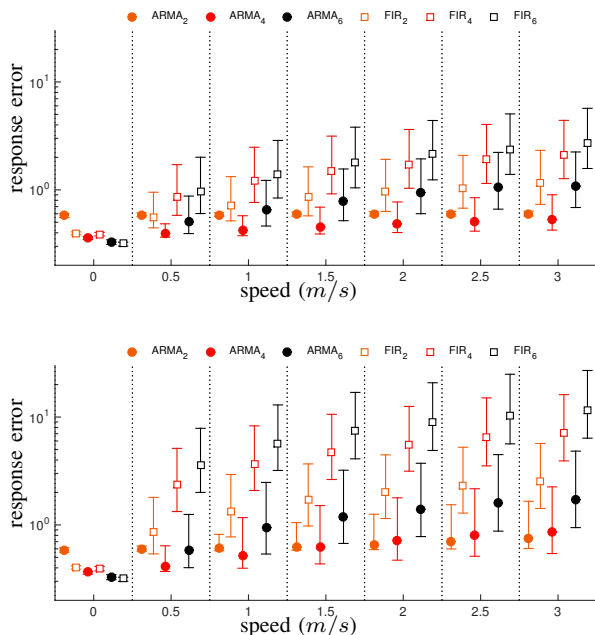 ARMA2 ARMA4 ARMA6 FIR2 FIR4 FIR6
response error
10^1
10^0
0 0.5 1 1.5 2 2.5 3
speed (m/s)
ARMA2 ARMA4 ARMA6 FIR2 FIR4 FIR6
response error
10^1
10^0
0 0.5 1 1.5 2 2.5 3
speed (m/s)